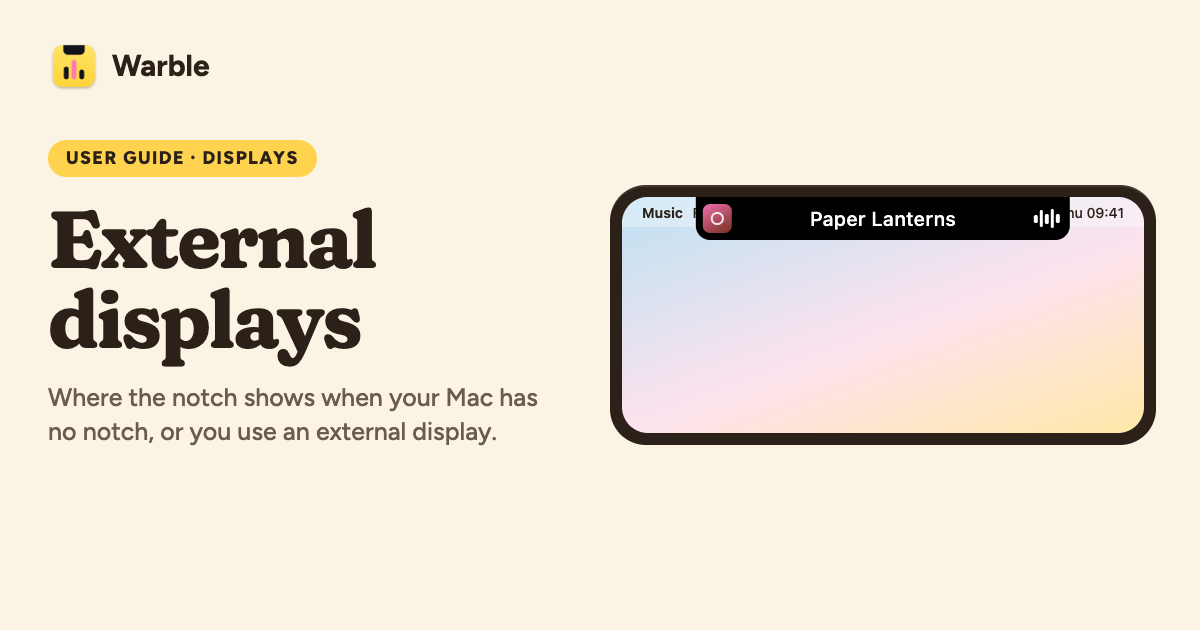 Warble
USER GUIDE · DISPLAYS
External
displays
Where the notch shows when your Mac has
no notch, or you use an external display.
Music
Paper Lanterns
09:41